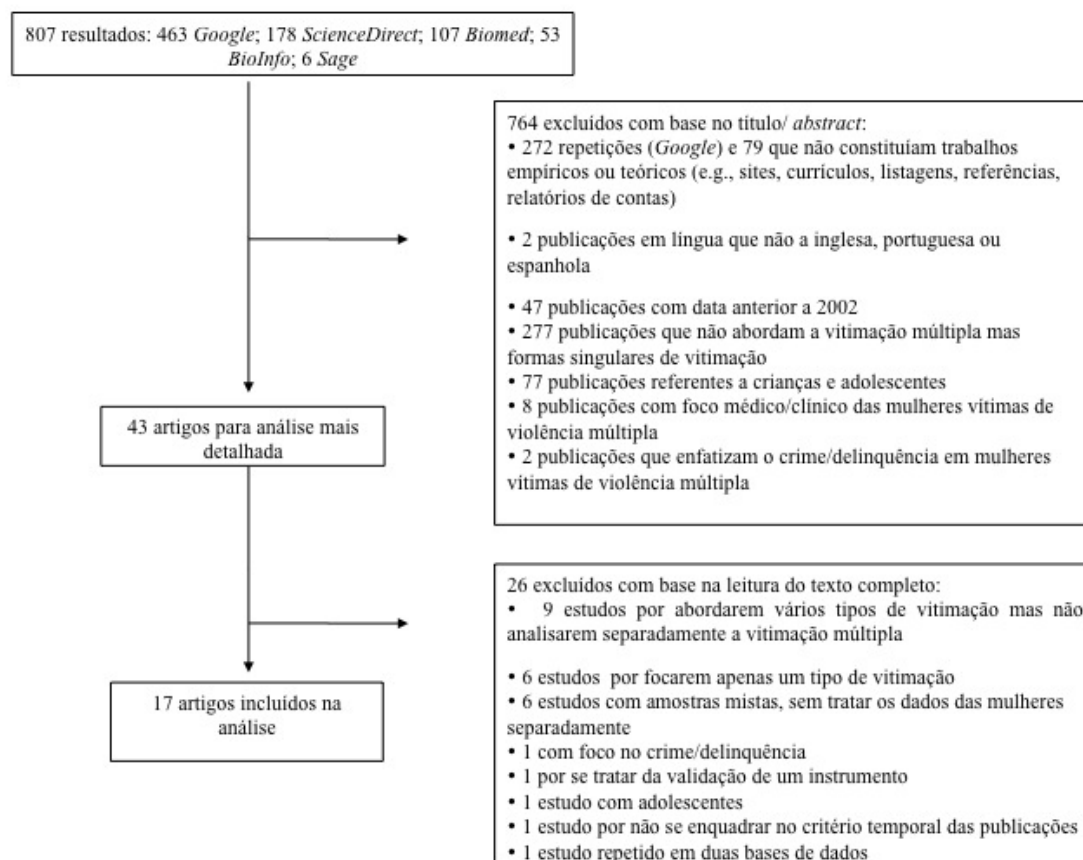 807 resultados: 463 Google; 178 ScienceDirect; 107 Biomed; 53
BioInfo; 6 Sage
764 excluídos com base no título/ abstract:
• 272 repetições (Google) e 79 que não constituíam trabalhos
empíricos ou teóricos (e.g., sites, currículos, listagens, referências,
relatórios de contas)
• 2 publicações em língua que não a inglesa, portuguesa ou
espanhola
• 47 publicações com data anterior a 2002
• 277 publicações que não abordam a vitimação múltipla mas
formas singulares de vitimação
• 77 publicações referentes a crianças e adolescentes
• 8 publicações com foco médico/clínico das mulheres vítimas de
violência múltipla
• 2 publicações que enfatizam o crime/delinquência em mulheres
vítimas de violência múltipla
43 artigos para análise mais
detalhada
26 excluídos com base na leitura do texto completo:
• 9 estudos por abordarem vários tipos de vitimação mas não
analisarem separadamente a vitimação múltipla
• 6 estudos por focarem apenas um tipo de vitimação
• 6 estudos com amostras mistas, sem tratar os dados das mulheres
separadamente
• 1 com foco no crime/delinquência
• 1 por se tratar da validação de um instrumento
• 1 estudo com adolescentes
• 1 estudo por não se enquadrar no critério temporal das publicações
• 1 estudo repetido em duas bases de dados
17 artigos incluídos na
análise